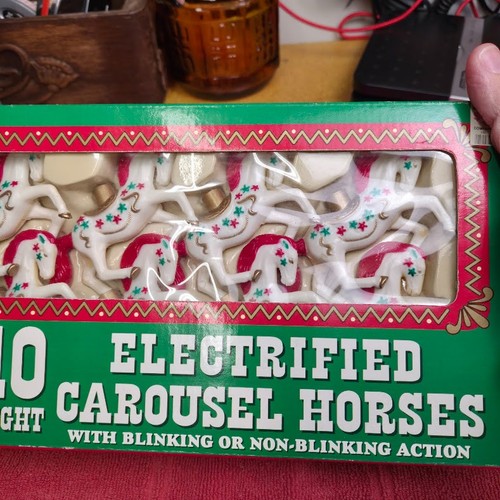 10 ELECTRIFIED
GHT CAROUSEL HORSES
WITH BLINKING OR NON-BLINKING ACTION